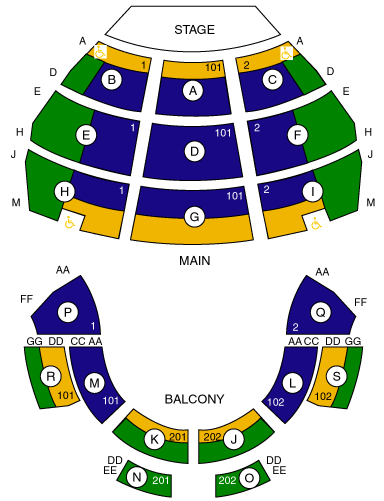 STAGE
A A
1 101 2
D B A C D
E E
1 101 2
H E D F H
J J
1 101 2
H I
M G M
MAIN
AA AA
FF FF
P Q
1 2
GG DD CC AA AA CC DD GG
R M L S
101 101 102 102
BALCONY
K 201 202 J
DD DD
EE EE
N 201 202 O